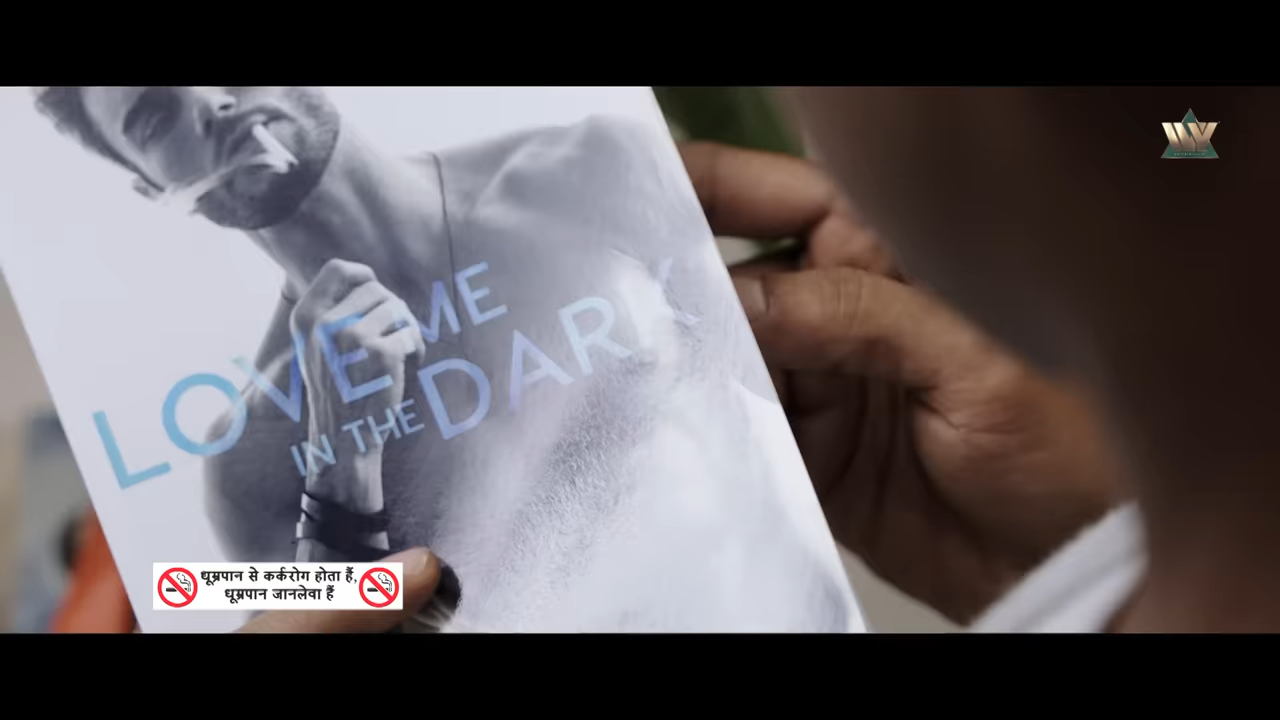 LOVE ME
IN THE DARK
धूम्रपान से कर्करोग होता हैं,
धूम्रपान जानलेवा हैं